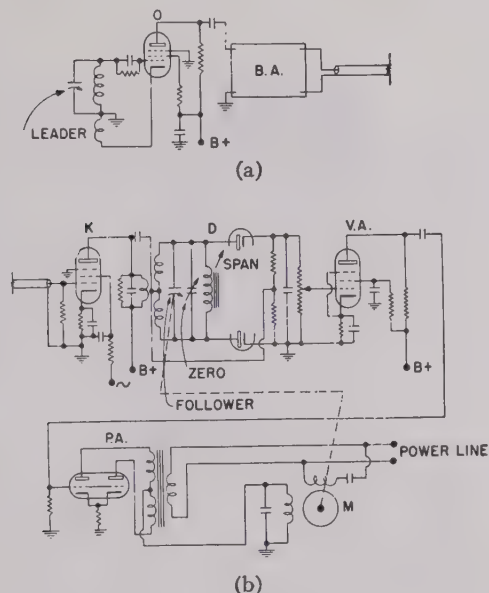 O
B.A.
LEADER
B+
(a)
K
D
V.A.
SPAN
B+
ZERO
B+
FOLLOWER
P.A.
POWER LINE
M
(b)